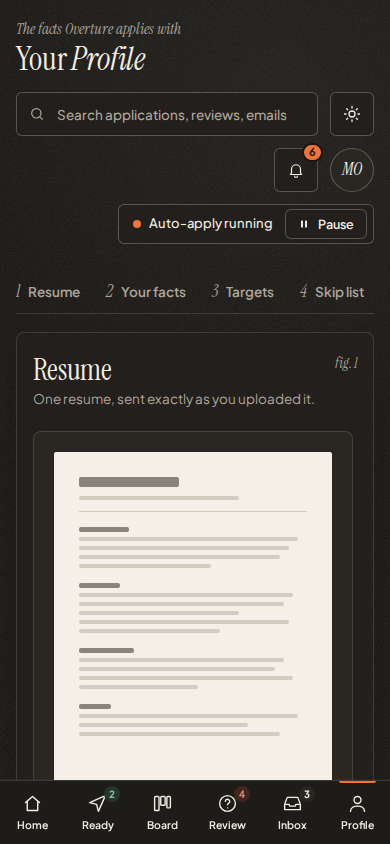 The facts Overture applies with
Your Profile
Search applications, reviews, emails
6
MO
Auto-apply running
Pause
1 Resume 2 Your facts 3 Targets 4 Skip list
Resume
fig. 1
One resume, sent exactly as you uploaded it.
2 4 3
Home Ready Board Review Inbox Profile